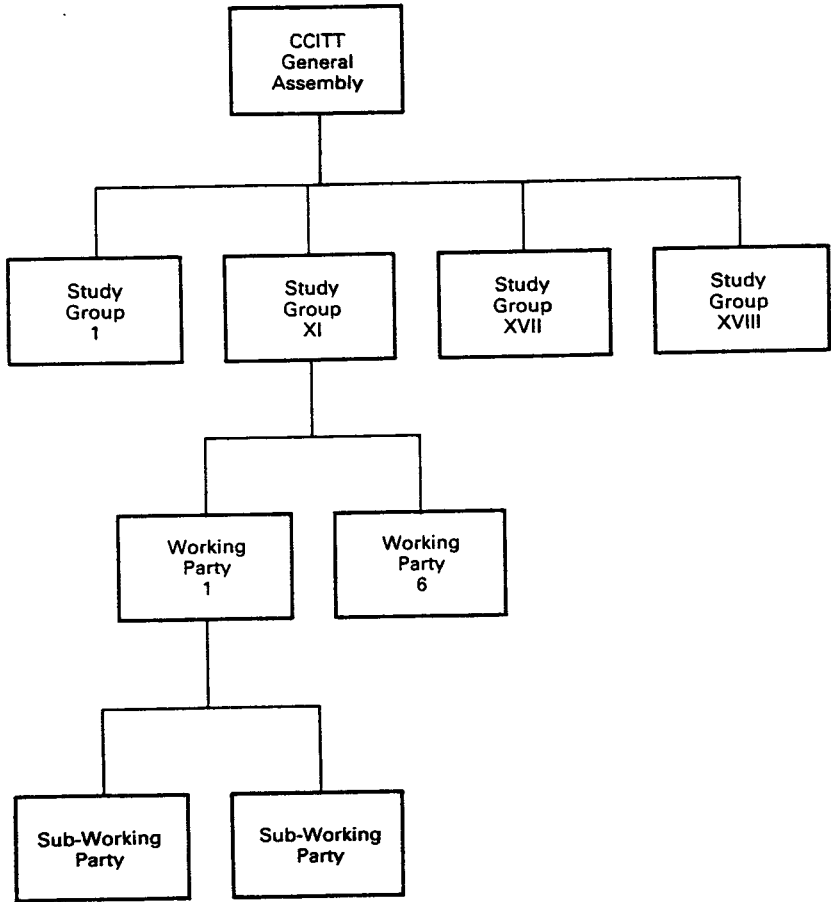 CCITT
General
Assembly
Study
Group
1
Study
Group
XI
Study
Group
XVII
Study
Group
XVIII
Working
Party
1
Working
Party
6
Sub-Working
Party
Sub-Working
Party